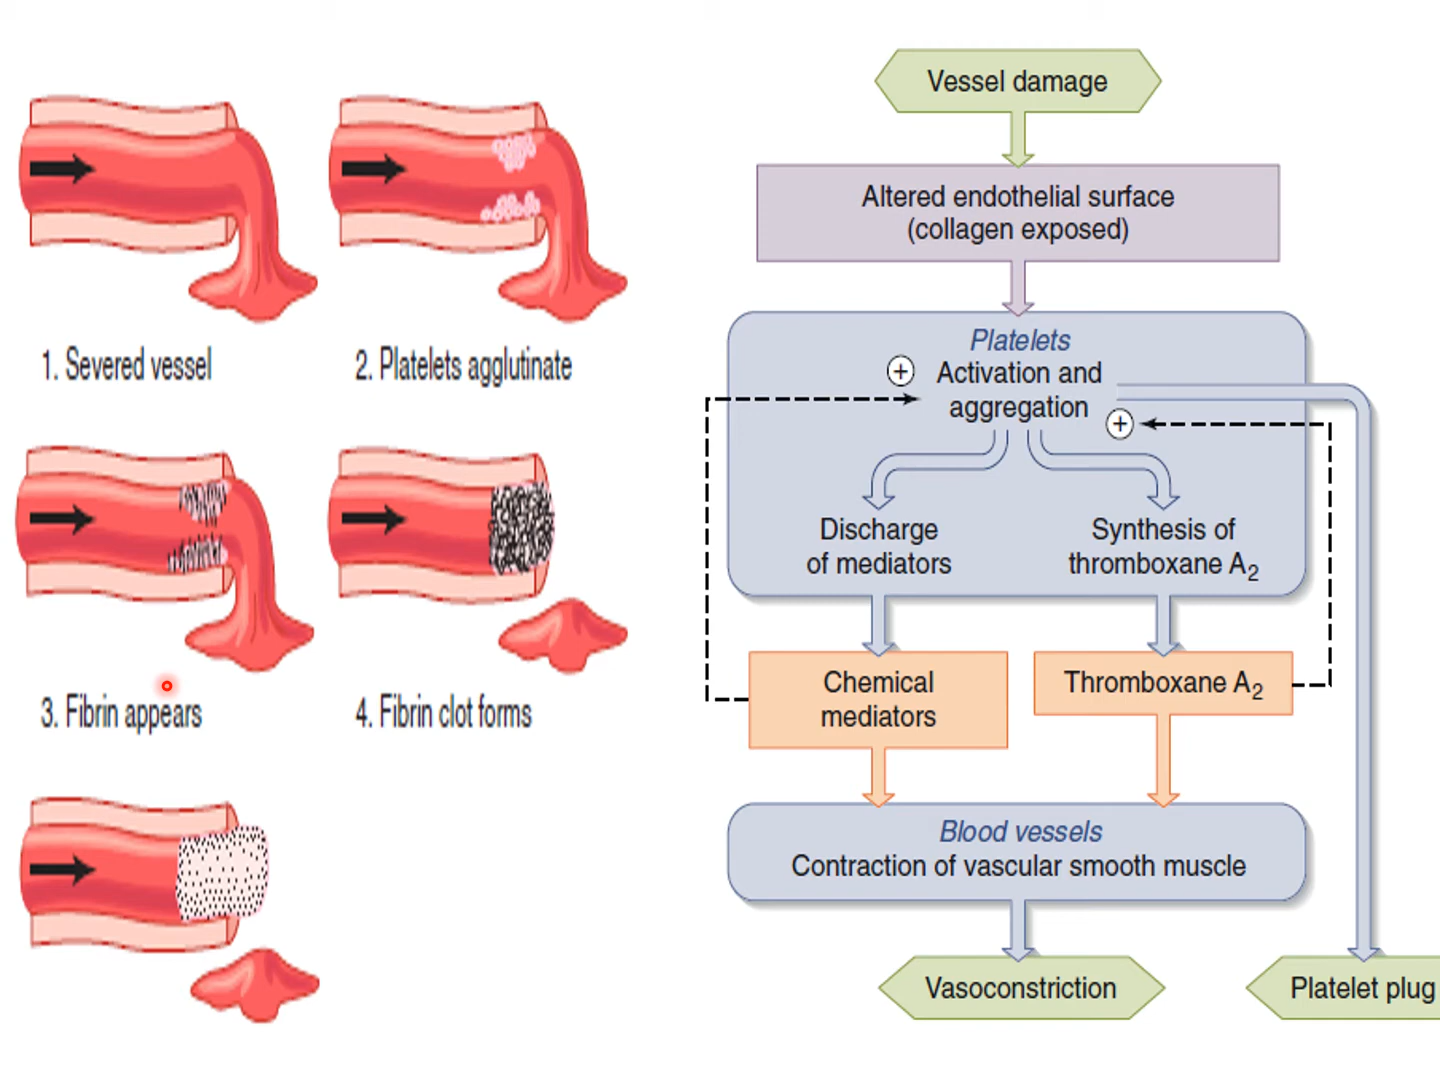 1. Severed vessel
2. Platelets agglutinate
3. Fibrin appears
4. Fibrin clot forms
Vessel damage
Altered endothelial surface
(collagen exposed)
Platelets
+
Activation and
aggregation
+
Discharge
of mediators
Synthesis of
thromboxane A₂
Chemical
mediators
Thromboxane A₂
Blood vessels
Contraction of vascular smooth muscle
Vasoconstriction
Platelet plug